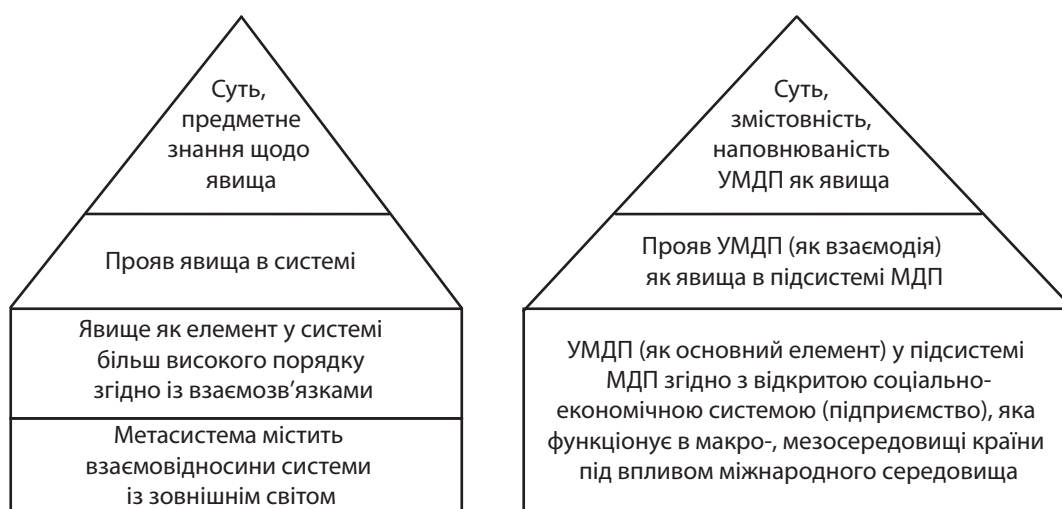 Суть,
предметне
знання щодо
явища
Прояв явища в системі
Явище як елемент у системі
більш високого порядку
згідно із взаємозв'язками
Метасистема містить
взаємовідносини системи
із зовнішнім світом
Суть,
змістовність,
наповнюваність
УМДП як явища
Прояв УМДП (як взаємодія)
як явища в підсистемі МДП
УМДП (як основний елемент) у підсистемі
МДП згідно з відкритою соціально-
економічною системою (підприємство), яка
функціонує в макро-, мезосередовищі країни
під впливом міжнародного середовища